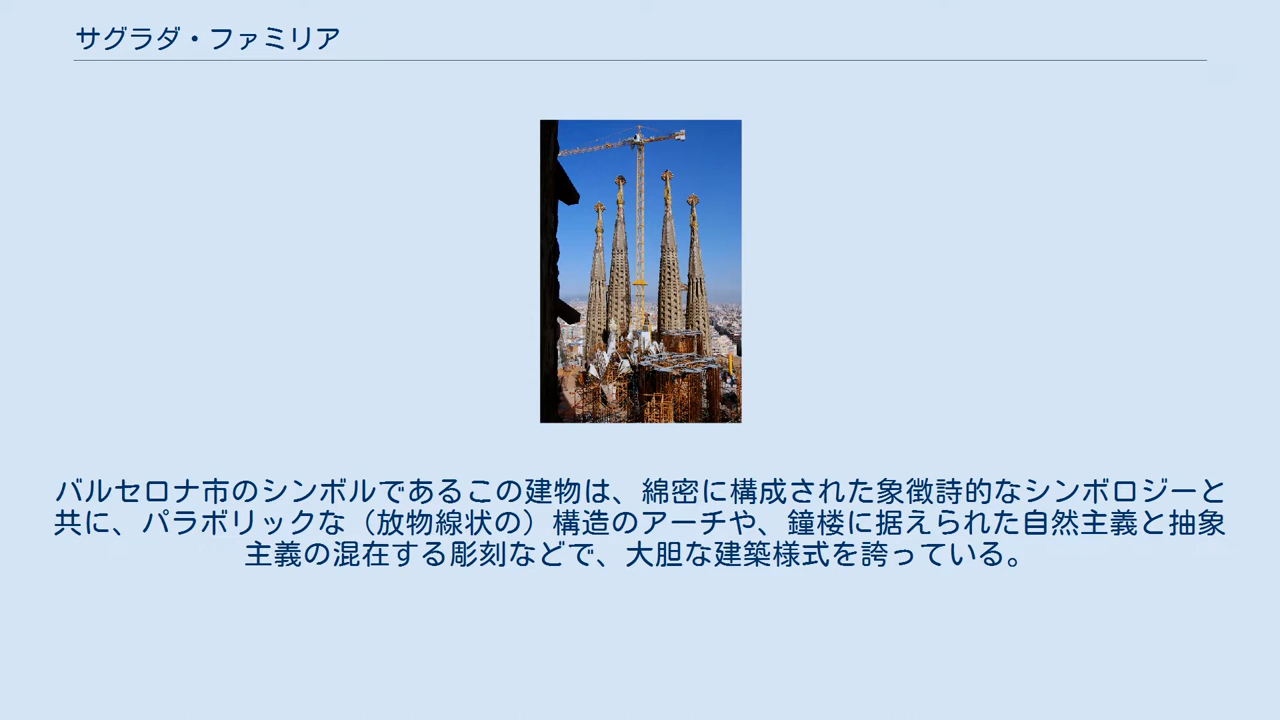 サグラダ・ファミリア
バルセロナ市のシンボルであるこの建物は、綿密に構成された象徴詩的なシンボロジーと
共に、パラボリックな（放物線状の）構造のアーチや、鐘楼に据えられた自然主義と抽象
主義の混在する彫刻などで、大胆な建築様式を誇っている。